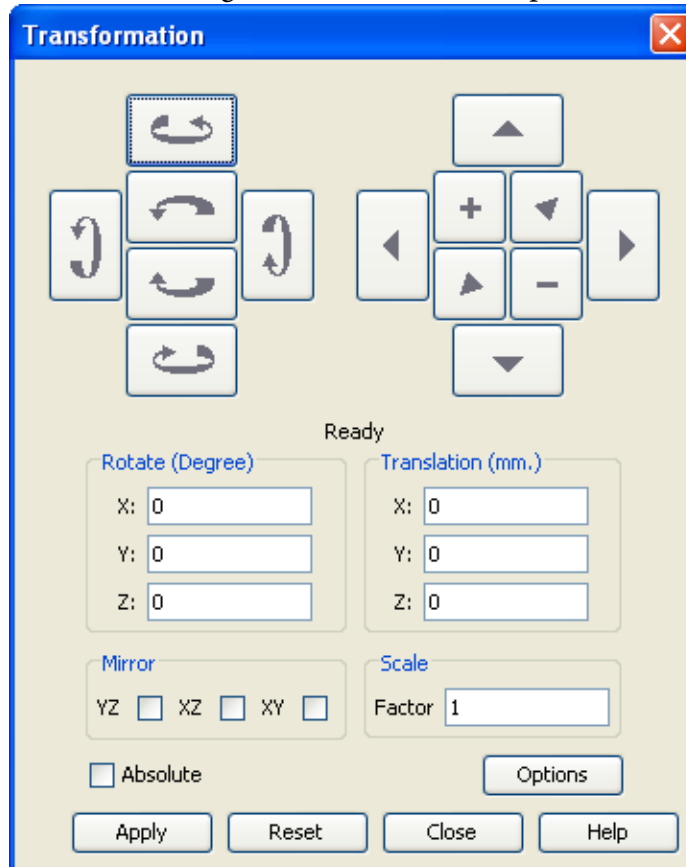 Transformation
+
−
Ready
Rotate (Degree)
Translation (mm.)
X: 0
X: 0
Y: 0
Y: 0
Z: 0
Z: 0
Mirror
Scale
YZ XZ XY
Factor 1
Absolute
Options
Apply Reset Close Help